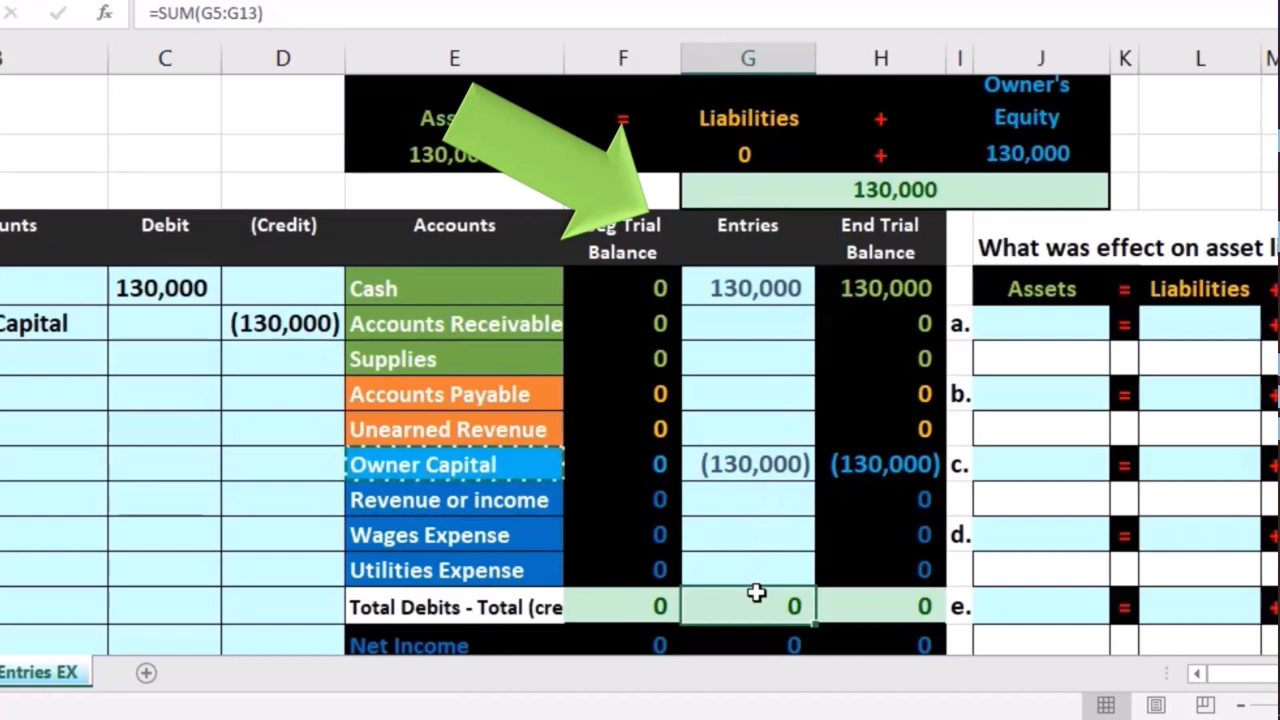 fx =SUM(G5:G13)
C D E F G H I J K L
= Liabilities + Owner's Equity
0 + 130,000
130,000
Debit (Credit) Accounts Trial Balance Entries End Trial Balance
What was effect on asset
130,000 Cash 0 130,000 130,000 Assets = Liabilities +
Capital (130,000) Accounts Receivable 0 0 a. = +
Supplies 0 0
Accounts Payable 0 0 b. = +
Unearned Revenue 0 0
Owner Capital 0 (130,000) (130,000) c. = +
Revenue or income 0 0
Wages Expense 0 0 d. = +
Utilities Expense 0 0
Total Debits - Total (cre 0 0 0 e. = +
Net Income 0 0 0
Entries EX